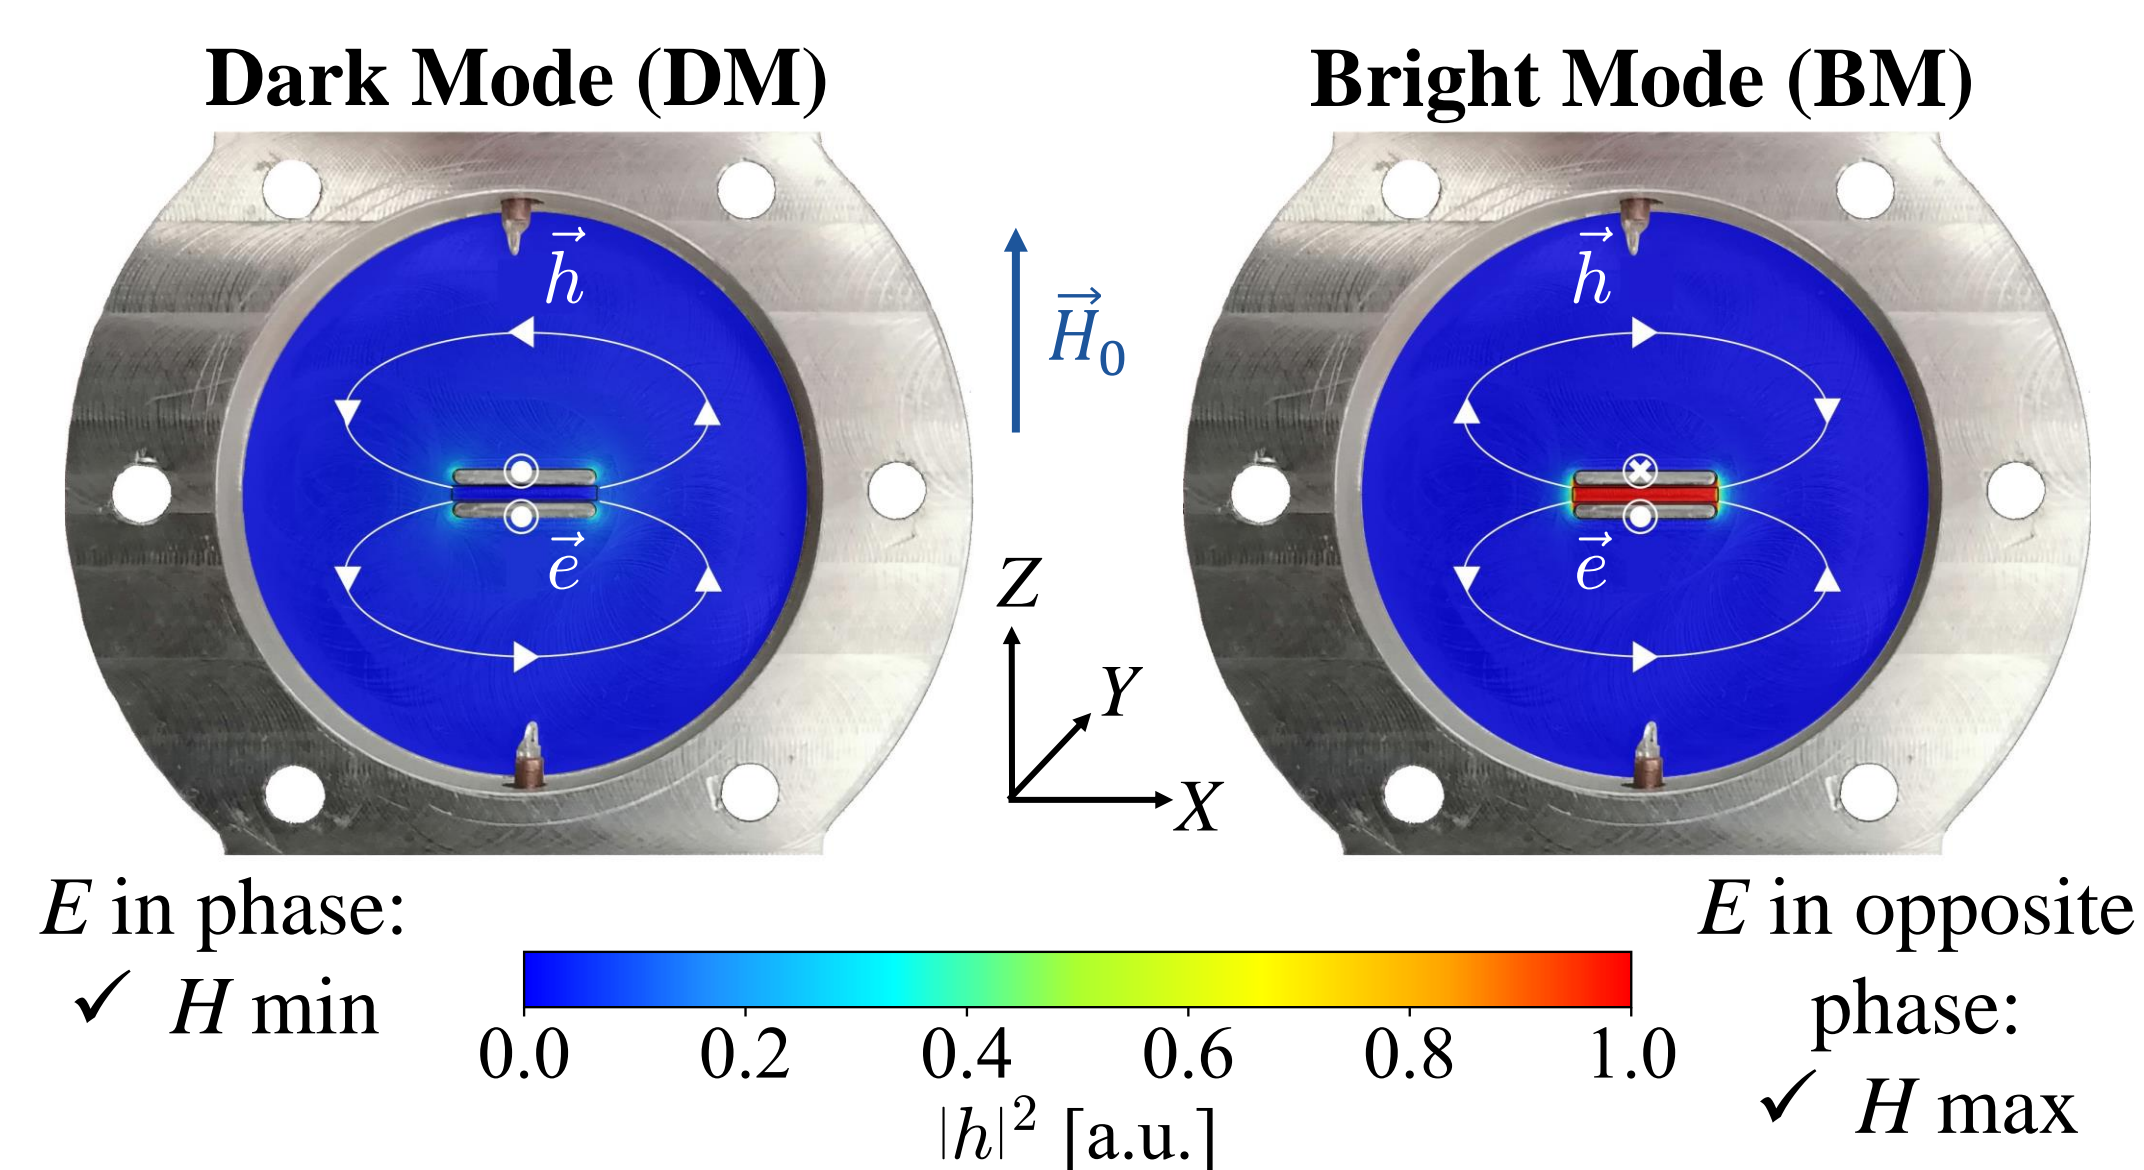 Dark Mode (DM)
Bright Mode (BM)
h⃗
h⃗
H⃗₀
e⃗
e⃗
Z
Y
X
E in phase:
✓ H min
E in opposite
phase:
✓ H max
0.0 0.2 0.4 0.6 0.8 1.0
|h|² [a.u.]